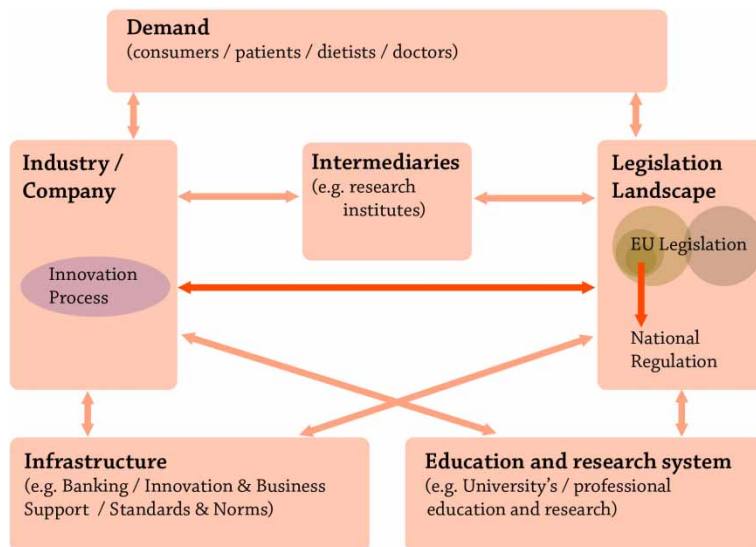 Demand
(consumers / patients / dietists / doctors)
Industry /
Company
Innovation
Process
Intermediaries
(e.g. research
institutes)
Legislation
Landscape
EU Legislation
National
Regulation
Infrastructure
(e.g. Banking / Innovation & Business
Support / Standards & Norms)
Education and research system
(e.g. University's / professional
education and research)